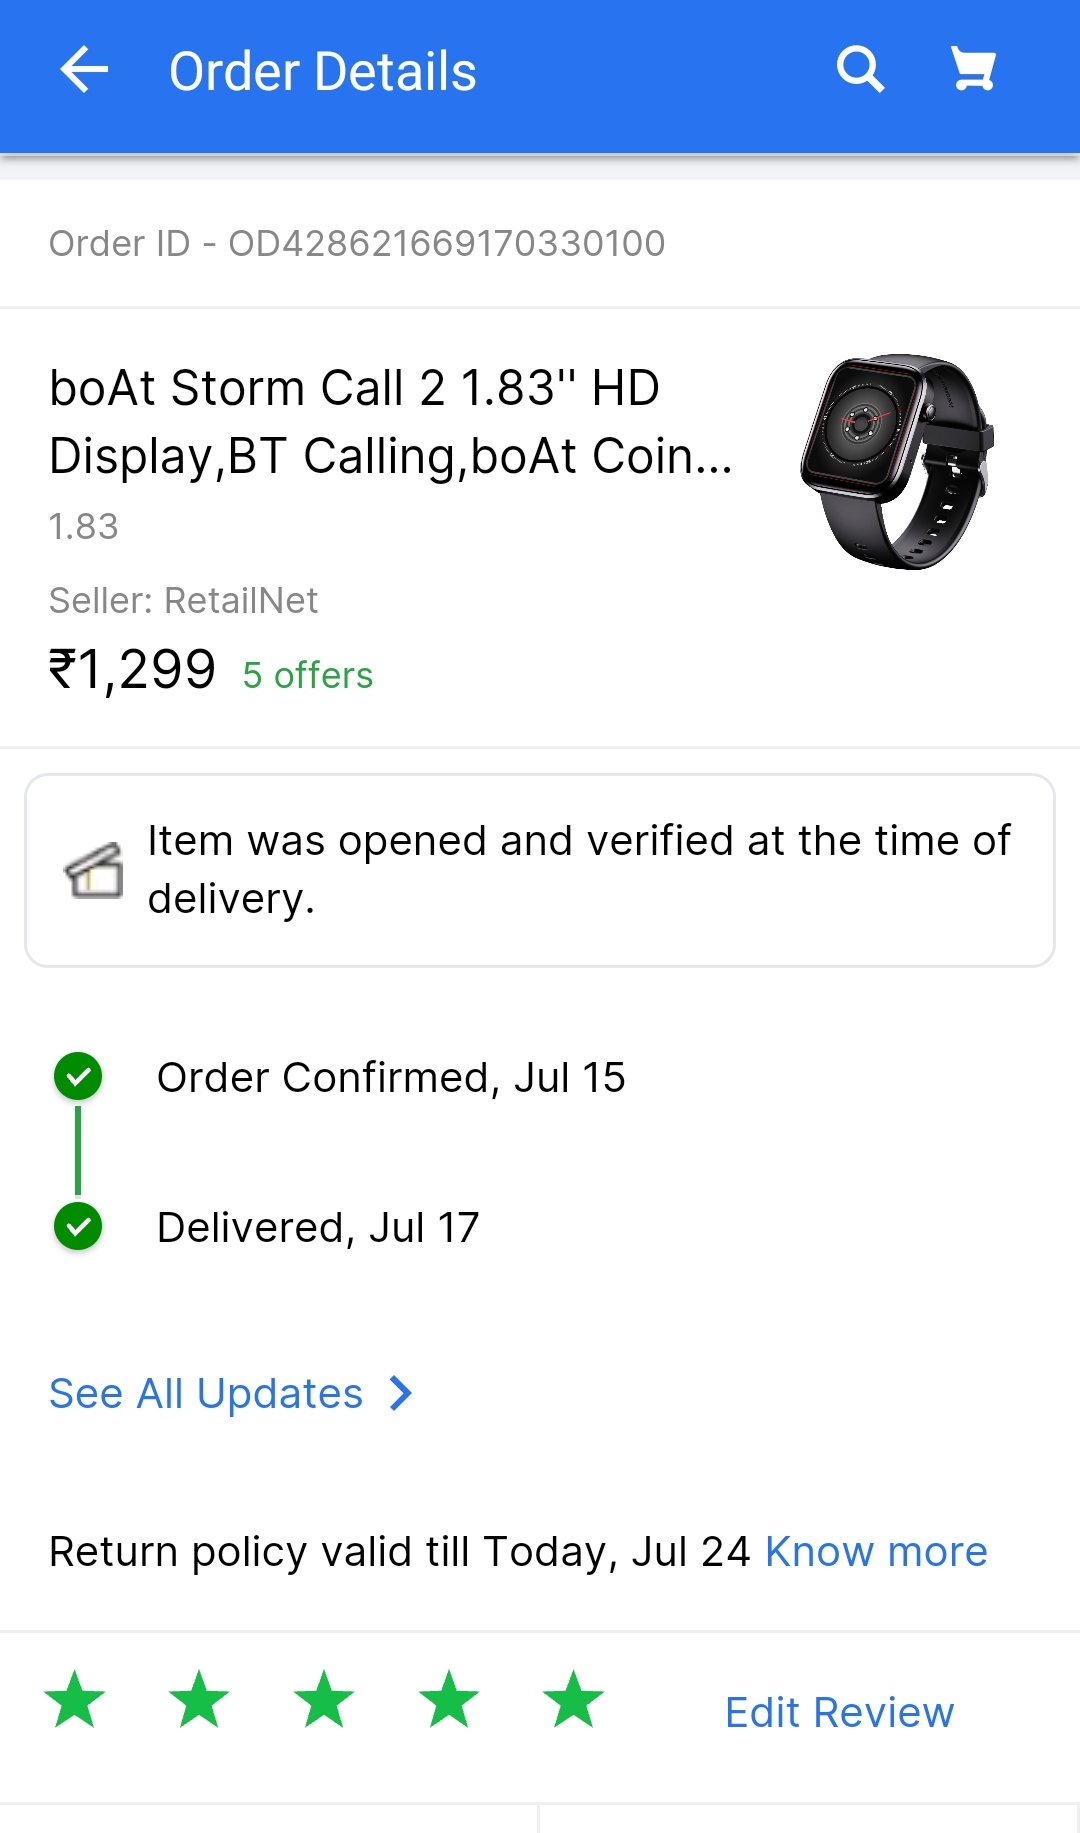 Order Details
Order ID - OD428621669170330100
boAt Storm Call 2 1.83" HD
Display,BT Calling,boAt Coin...
1.83
Seller: RetailNet
₹1,299 5 offers
Item was opened and verified at the time of
delivery.
Order Confirmed, Jul 15
Delivered, Jul 17
See All Updates
Return policy valid till Today, Jul 24 Know more
Edit Review